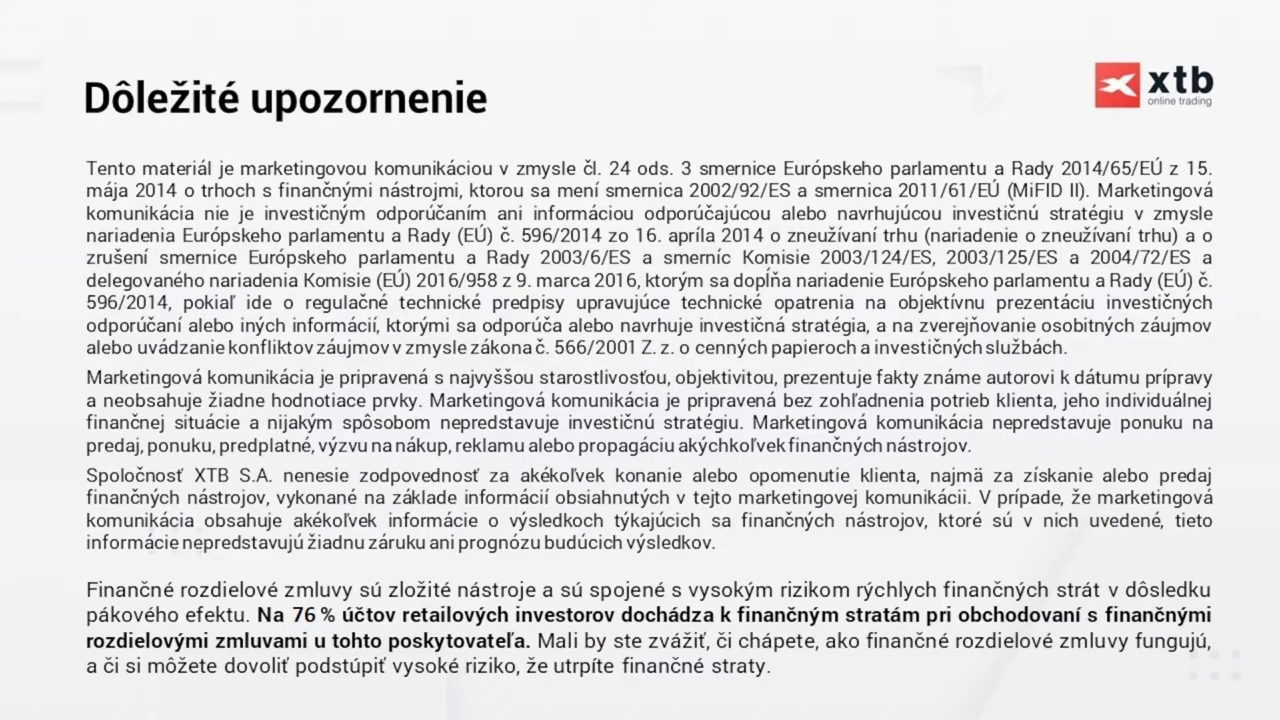 Dôležité upozornenie
xtb
online trading
Tento materiál je marketingovou komunikáciou v zmysle čl. 24 ods. 3 smernice Európskeho parlamentu a Rady 2014/65/EÚ z 15.
mája 2014 o trhoch s finančnými nástrojmi, ktorou sa mení smernica 2002/92/ES a smernica 2011/61/EÚ (MiFID II). Marketingová
komunikácia nie je investičným odporúčaním ani informáciou odporúčajúcou alebo navrhujúcou investičnú stratégiu v zmysle
nariadenia Európskeho parlamentu a Rady (EÚ) č. 596/2014 zo 16. apríla 2014 o zneužívaní trhu (nariadenie o zneužívaní trhu) a o
zrušení smernice Európskeho parlamentu a Rady 2003/6/ES a smerníc Komisie 2003/124/ES, 2003/125/ES a 2004/72/ES a
delegovaného nariadenia Komisie (EÚ) 2016/958 z 9. marca 2016, ktorým sa dopĺňa nariadenie Európskeho parlamentu a Rady (EÚ) č.
596/2014, pokiaľ ide o regulačné technické predpisy upravujúce technické opatrenia na objektívnu prezentáciu investičných
odporúčaní alebo iných informácií, ktorými sa odporúča alebo navrhuje investičná stratégia, a na zverejňovanie osobitných záujmov
alebo uvádzanie konfliktov záujmov v zmysle zákona č. 566/2001 Z. z. o cenných papieroch a investičných službách.
Marketingová komunikácia je pripravená s najvyššou starostlivosťou, objektivitou, prezentuje fakty známe autorovi k dátumu prípravy
a neobsahuje žiadne hodnotiace prvky. Marketingová komunikácia je pripravená bez zohľadnenia potrieb klienta, jeho individuálnej
finančnej situácie a nijakým spôsobom nepredstavuje investičnú stratégiu. Marketingová komunikácia nepredstavuje ponuku na
predaj, ponuku, predplatné, výzvu na nákup, reklamu alebo propagáciu akýchkoľvek finančných nástrojov.
Spoločnosť XTB S.A. nenesie zodpovednosť za akékoľvek konanie alebo opomenutie klienta, najmä za získanie alebo predaj
finančných nástrojov, vykonané na základe informácií obsiahnutých v tejto marketingovej komunikácii. V prípade, že marketingová
komunikácia obsahuje akékoľvek informácie o výsledkoch týkajúcich sa finančných nástrojov, ktoré sú v nich uvedené, tieto
informácie nepredstavujú žiadnu záruku ani prognózu budúcich výsledkov.
Finančné rozdielové zmluvy sú zložité nástroje a sú spojené s vysokým rizikom rýchlych finančných strát v dôsledku
pákového efektu. Na 76 % účtov retailových investorov dochádza k finančným stratám pri obchodovaní s finančnými
rozdielovými zmluvami u tohto poskytovateľa. Mali by ste zvážiť, či chápete, ako finančné rozdielové zmluvy fungujú,
a či si môžete dovoliť podstúpiť vysoké riziko, že utrpíte finančné straty.